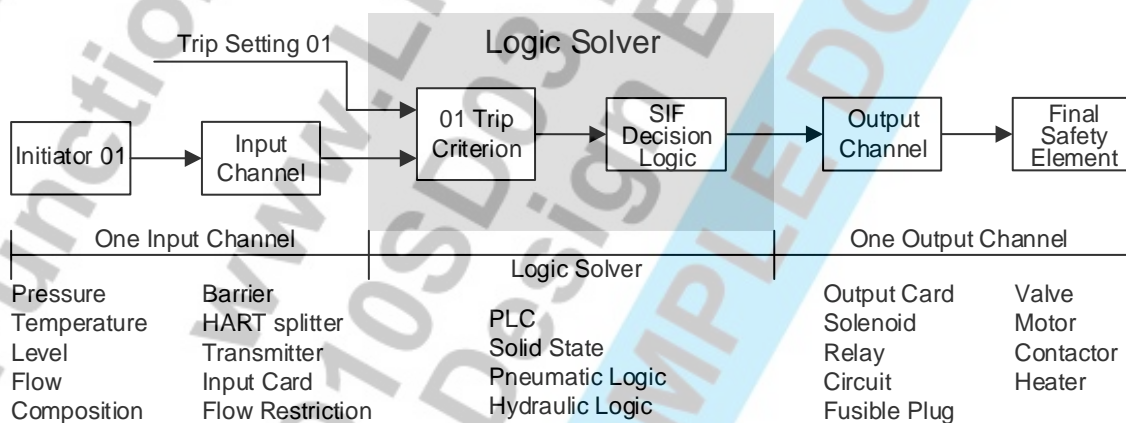 Trip Setting 01
Logic Solver
Initiator 01
Input
Channel
01 Trip
Criterion
SIF
Decision
Logic
Output
Channel
Final
Safety
Element
One Input Channel
Logic Solver
One Output Channel
Pressure
Temperature
Level
Flow
Composition
Barrier
HART splitter
Transmitter
Input Card
Flow Restriction
PLC
Solid State
Pneumatic Logic
Hydraulic Logic
Output Card
Solenoid
Relay
Circuit
Fusible Plug
Valve
Motor
Contactor
Heater
Design